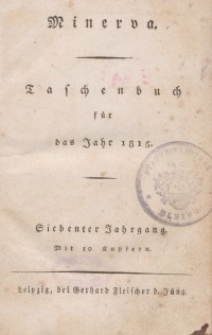 Minerva.
Taschenbuch
für
das Jahr 1815.
Siebenter Jahrgang
Mit 10 Kupfern.
Leipzig, bei Gerhard Fleischer d. Jüng.